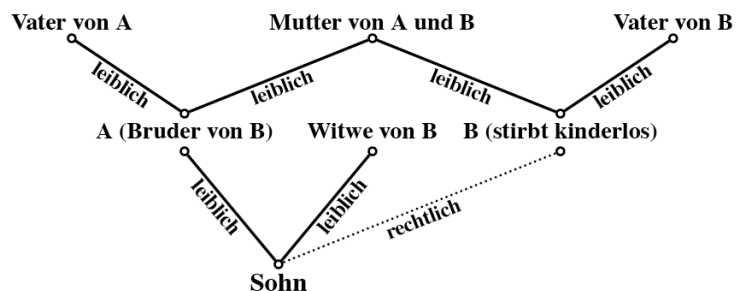 Vater von A
Mutter von A und B
Vater von B
leiblich
leiblich
leiblich
leiblich
A (Bruder von B)
Witwe von B
B (stirbt kinderlos)
leiblich
leiblich
rechtlich
Sohn